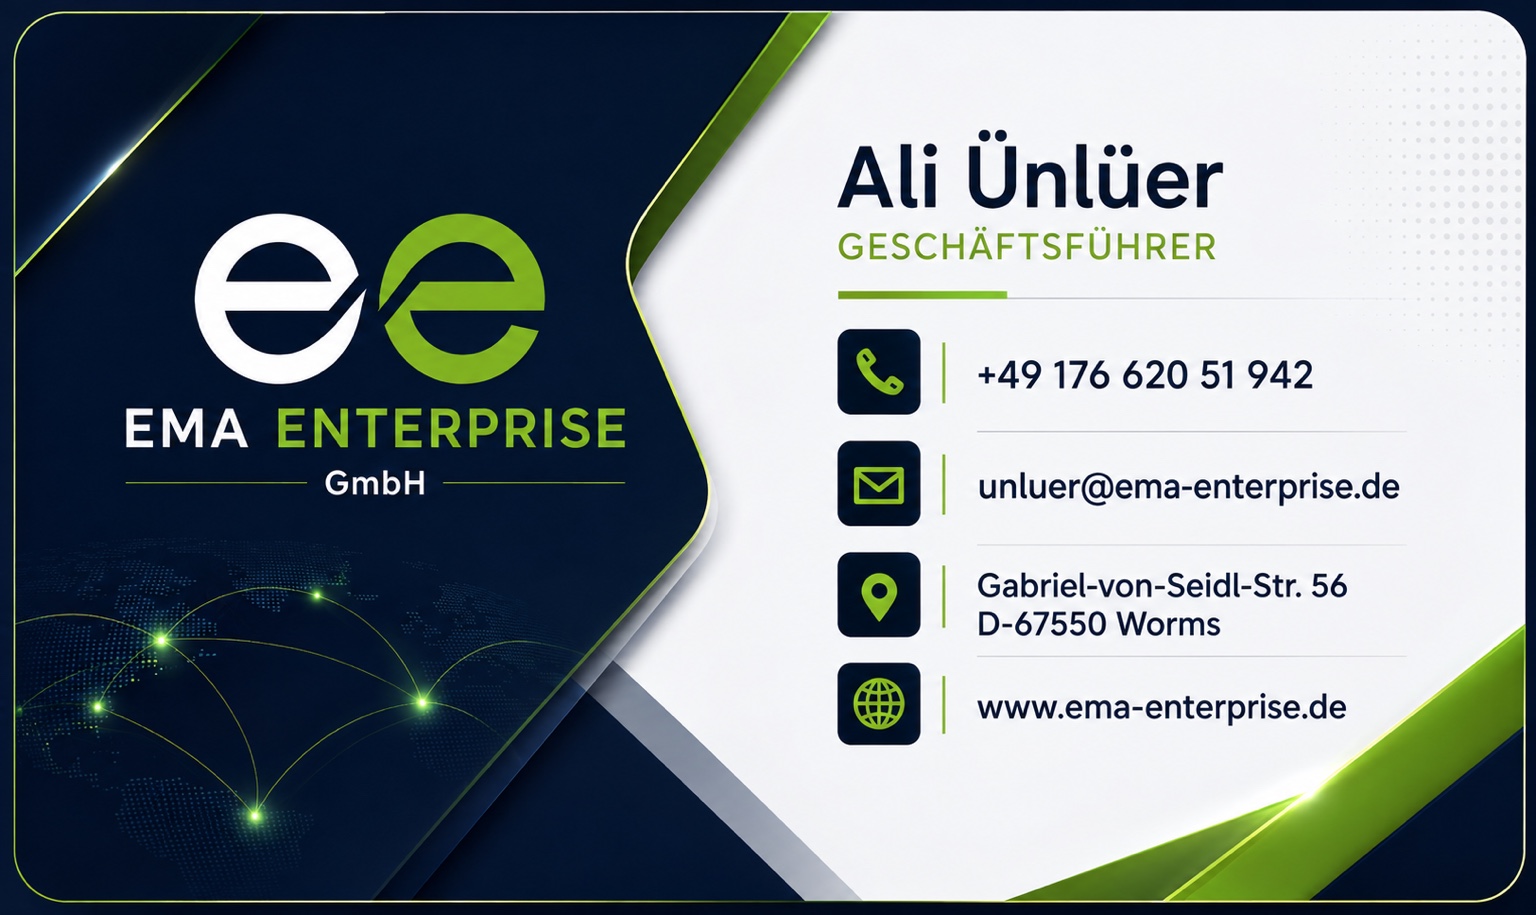 ee
EMA ENTERPRISE
GmbH
Ali Ünlüer
GESCHÄFTSFÜHRER
+49 176 620 51 942
unluer@ema-enterprise.de
Gabriel-von-Seidl-Str. 56
D-67550 Worms
www.ema-enterprise.de